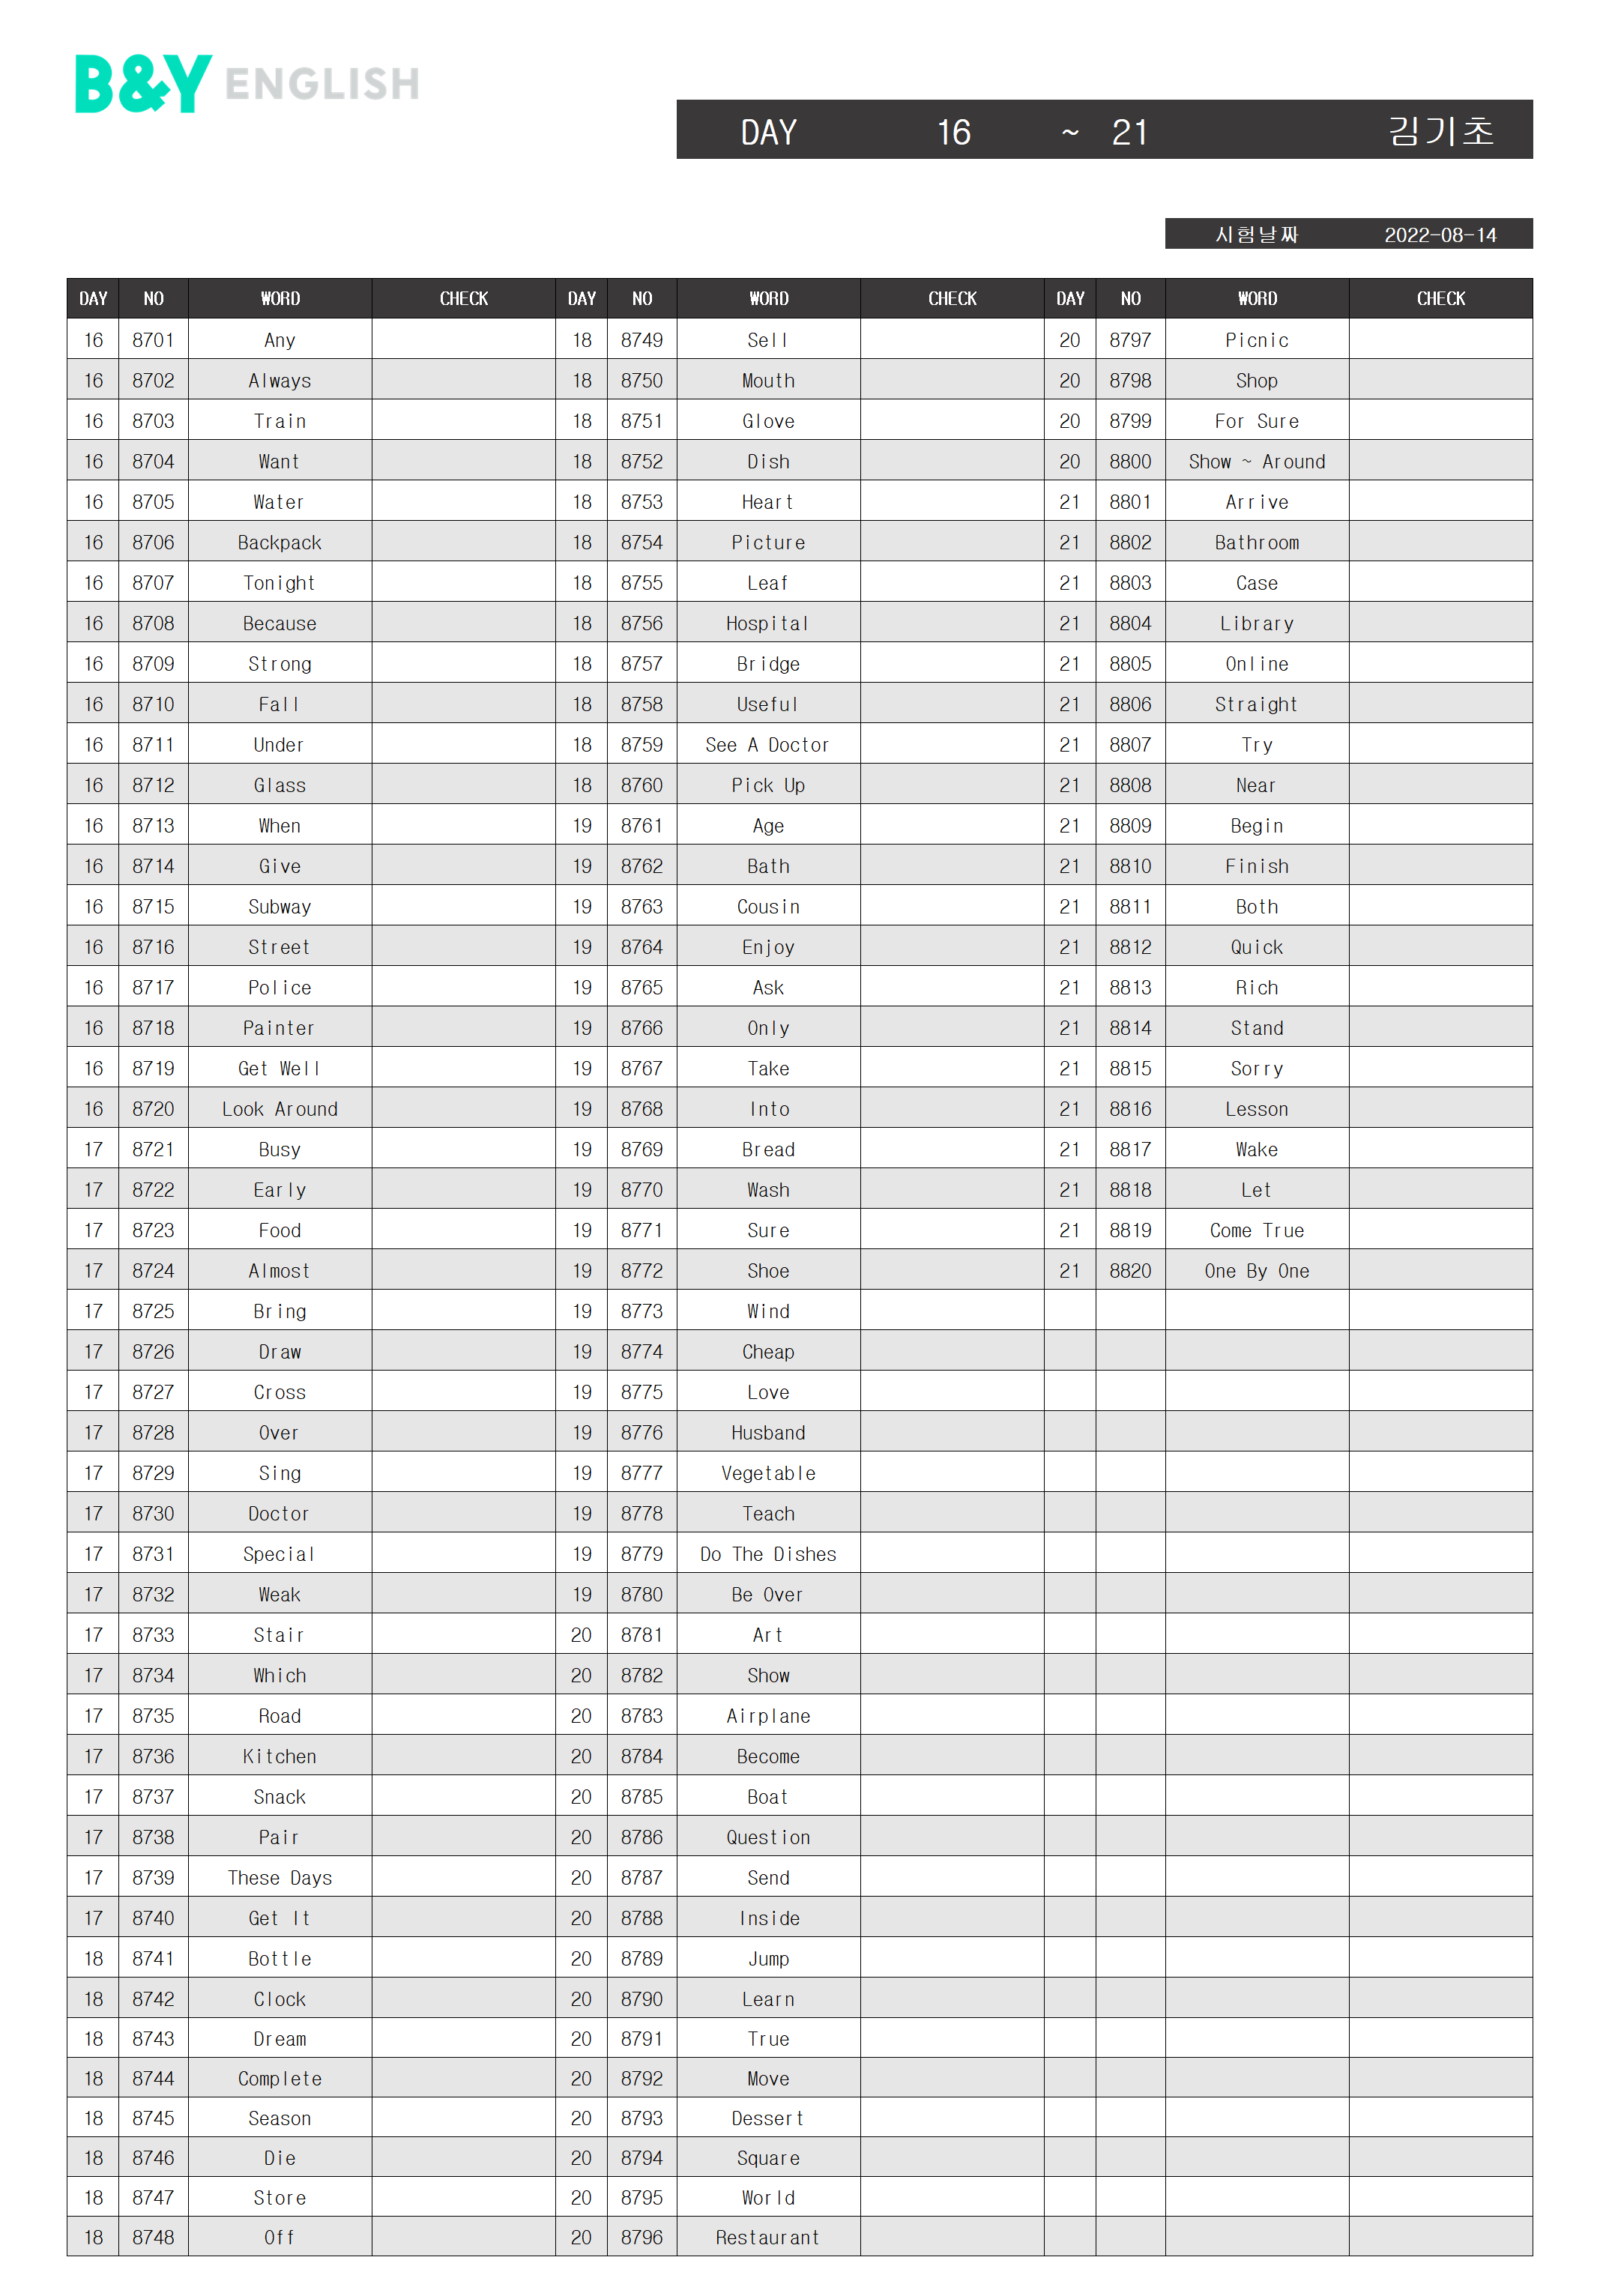 B&Y ENGLISH
DAY 16 ~ 21 김기초
시험날짜 2022-08-14
DAY NO WORD CHECK DAY NO WORD CHECK DAY NO WORD CHECK
16 8701 Any 18 8749 Sell 20 8797 Picnic
16 8702 Always 18 8750 Mouth 20 8798 Shop
16 8703 Train 18 8751 Glove 20 8799 For Sure
16 8704 Want 18 8752 Dish 20 8800 Show ~ Around
16 8705 Water 18 8753 Heart 21 8801 Arrive
16 8706 Backpack 18 8754 Picture 21 8802 Bathroom
16 8707 Tonight 18 8755 Leaf 21 8803 Case
16 8708 Because 18 8756 Hospital 21 8804 Library
16 8709 Strong 18 8757 Bridge 21 8805 Online
16 8710 Fall 18 8758 Useful 21 8806 Straight
16 8711 Under 18 8759 See A Doctor 21 8807 Try
16 8712 Glass 18 8760 Pick Up 21 8808 Near
16 8713 When 19 8761 Age 21 8809 Begin
16 8714 Give 19 8762 Bath 21 8810 Finish
16 8715 Subway 19 8763 Cousin 21 8811 Both
16 8716 Street 19 8764 Enjoy 21 8812 Quick
16 8717 Police 19 8765 Ask 21 8813 Rich
16 8718 Painter 19 8766 Only 21 8814 Stand
16 8719 Get Well 19 8767 Take 21 8815 Sorry
16 8720 Look Around 19 8768 Into 21 8816 Lesson
17 8721 Busy 19 8769 Bread 21 8817 Wake
17 8722 Early 19 8770 Wash 21 8818 Let
17 8723 Food 19 8771 Sure 21 8819 Come True
17 8724 Almost 19 8772 Shoe 21 8820 One By One
17 8725 Bring 19 8773 Wind
17 8726 Draw 19 8774 Cheap
17 8727 Cross 19 8775 Love
17 8728 Over 19 8776 Husband
17 8729 Sing 19 8777 Vegetable
17 8730 Doctor 19 8778 Teach
17 8731 Special 19 8779 Do The Dishes
17 8732 Weak 19 8780 Be Over
17 8733 Stair 20 8781 Art
17 8734 Which 20 8782 Show
17 8735 Road 20 8783 Airplane
17 8736 Kitchen 20 8784 Become
17 8737 Snack 20 8785 Boat
17 8738 Pair 20 8786 Question
17 8739 These Days 20 8787 Send
17 8740 Get It 20 8788 Inside
18 8741 Bottle 20 8789 Jump
18 8742 Clock 20 8790 Learn
18 8743 Dream 20 8791 True
18 8744 Complete 20 8792 Move
18 8745 Season 20 8793 Dessert
18 8746 Die 20 8794 Square
18 8747 Store 20 8795 World
18 8748 Off 20 8796 Restaurant